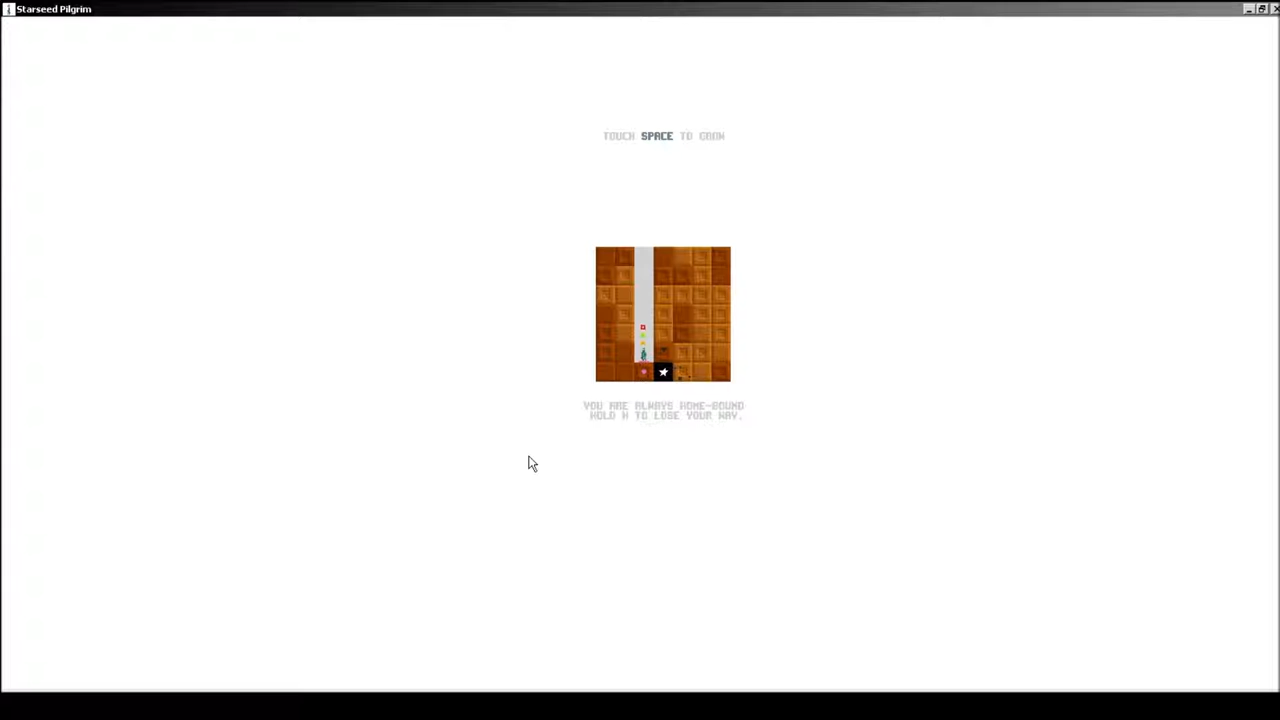 Starseed Pilgrim
TOUCH SPACE TO GROW
YOU ARE ALWAYS HOME-BOUND
HOLD H TO LOSE YOUR WAY.